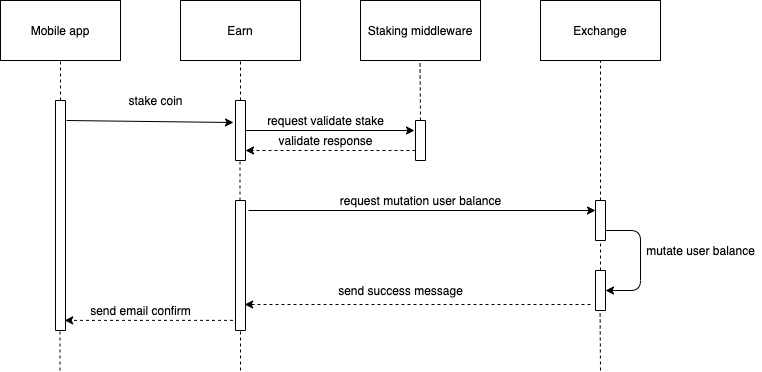 Mobile app
Earn
Staking middleware
Exchange
stake coin
request validate stake
validate response
request mutation user balance
mutate user balance
send success message
send email confirm